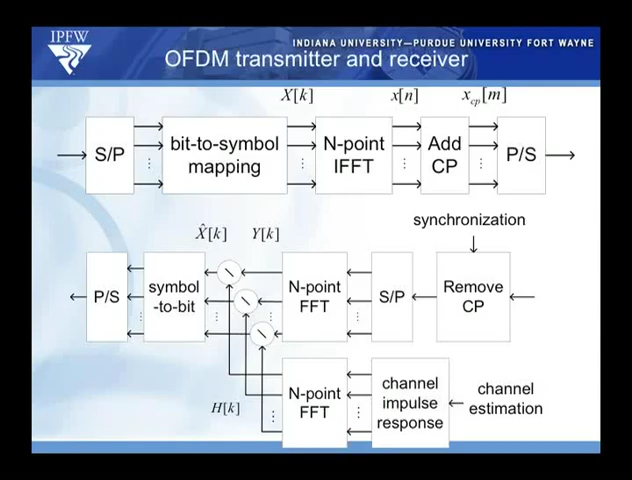 IPFW
INDIANA UNIVERSITY—PURDUE UNIVERSITY FORT WAYNE
OFDM transmitter and receiver
X[k]
x[n]
x_cp[m]
S/P
bit-to-symbol
mapping
N-point
IFFT
Add
CP
P/S
synchronization
X̂[k]
Y[k]
P/S
symbol
-to-bit
N-point
FFT
S/P
Remove
CP
H[k]
N-point
FFT
channel
impulse
response
channel
estimation